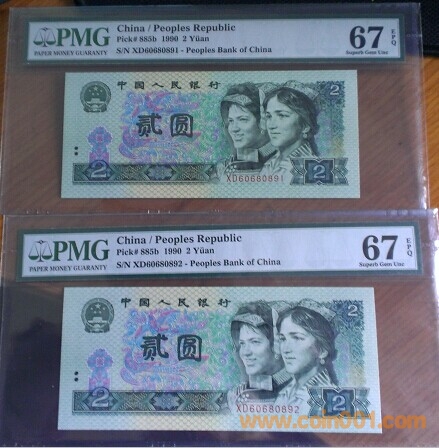 PMG
PAPER MONEY GUARANTY
China / Peoples Republic
Pick# 885b 1990 2 Yüan
S/N XD60680891 - Peoples Bank of China
67 EPQ
Superb Gem Unc
中国人民银行
2
贰圆
2
XD60680891
2
PMG
PAPER MONEY GUARANTY
China / Peoples Republic
Pick# 885b 1990 2 Yüan
S/N XD60680892 - Peoples Bank of China
67 EPQ
Superb Gem Unc
中国人民银行
2
贰圆
2
XD60680892
2
www.coin001.com